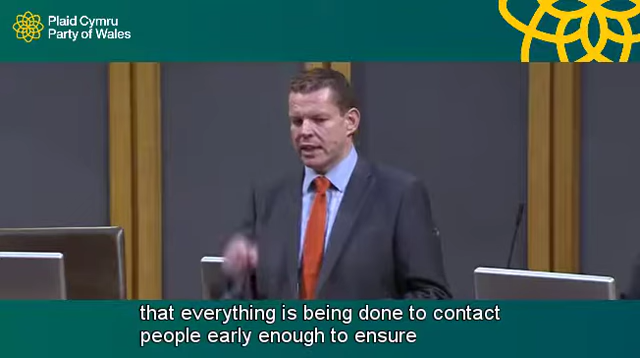 Plaid Cymru
Party of Wales
that everything is being done to contact
people early enough to ensure